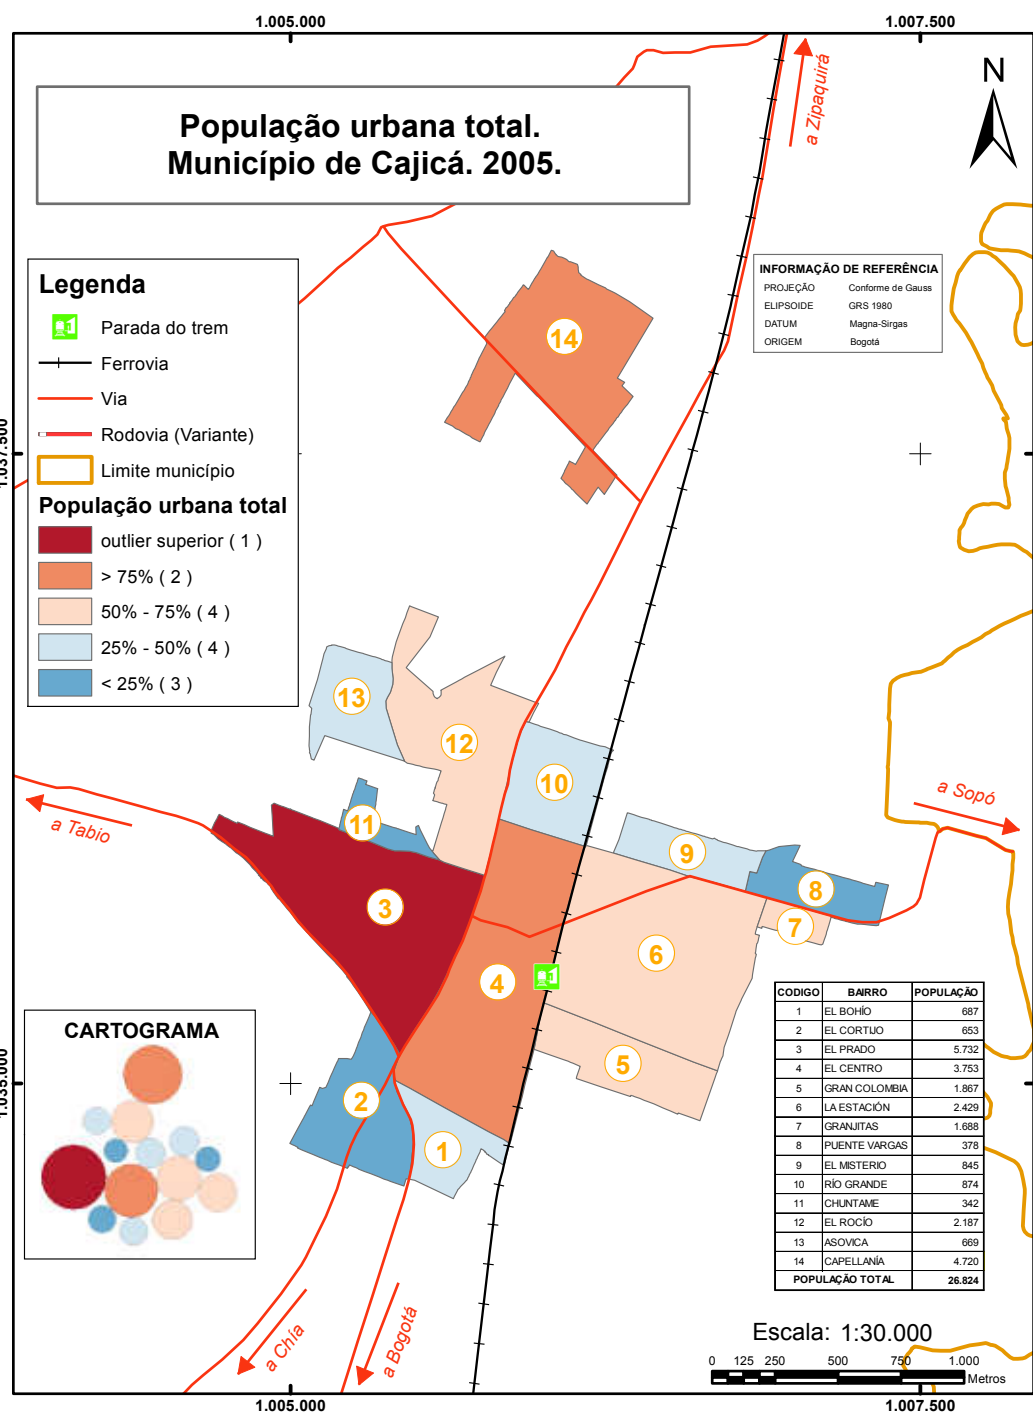 1.005.000
1.007.500
População urbana total.
Município de Cajicá. 2005.
a Zipaquirá
N
INFORMAÇÃO DE REFERÊNCIA
PROJEÇÃO Conforme de Gauss
ELIPSOIDE GRS 1980
DATUM Magna-Sirgas
ORIGEM Bogotá
Legenda
Parada do trem
Ferrovia
Via
Rodovia (Variante)
Limite município
População urbana total
outlier superior ( 1 )
> 75% ( 2 )
50% - 75% ( 4 )
25% - 50% ( 4 )
< 25% ( 3 )
1.037.500
14
13
12
10
11
9
8
7
3
6
4
5
2
1
a Tabio
a Sopó
1.035.000
CARTOGRAMA
CODIGO BAIRRO POPULAÇÃO
1 EL BOHÍO 687
2 EL CORTIJO 653
3 EL PRADO 5.732
4 EL CENTRO 3.753
5 GRAN COLOMBIA 1.867
6 LA ESTACIÓN 2.429
7 GRANJITAS 1.688
8 PUENTE VARGAS 378
9 EL MISTERIO 845
10 RÍO GRANDE 874
11 CHUNTAME 342
12 EL ROCÍO 2.187
13 ASOVICA 669
14 CAPELLANÍA 4.720
POPULAÇÃO TOTAL 26.824
a Chía
a Bogotá
Escala: 1:30.000
0 125 250 500 750 1.000
Metros
1.005.000
1.007.500